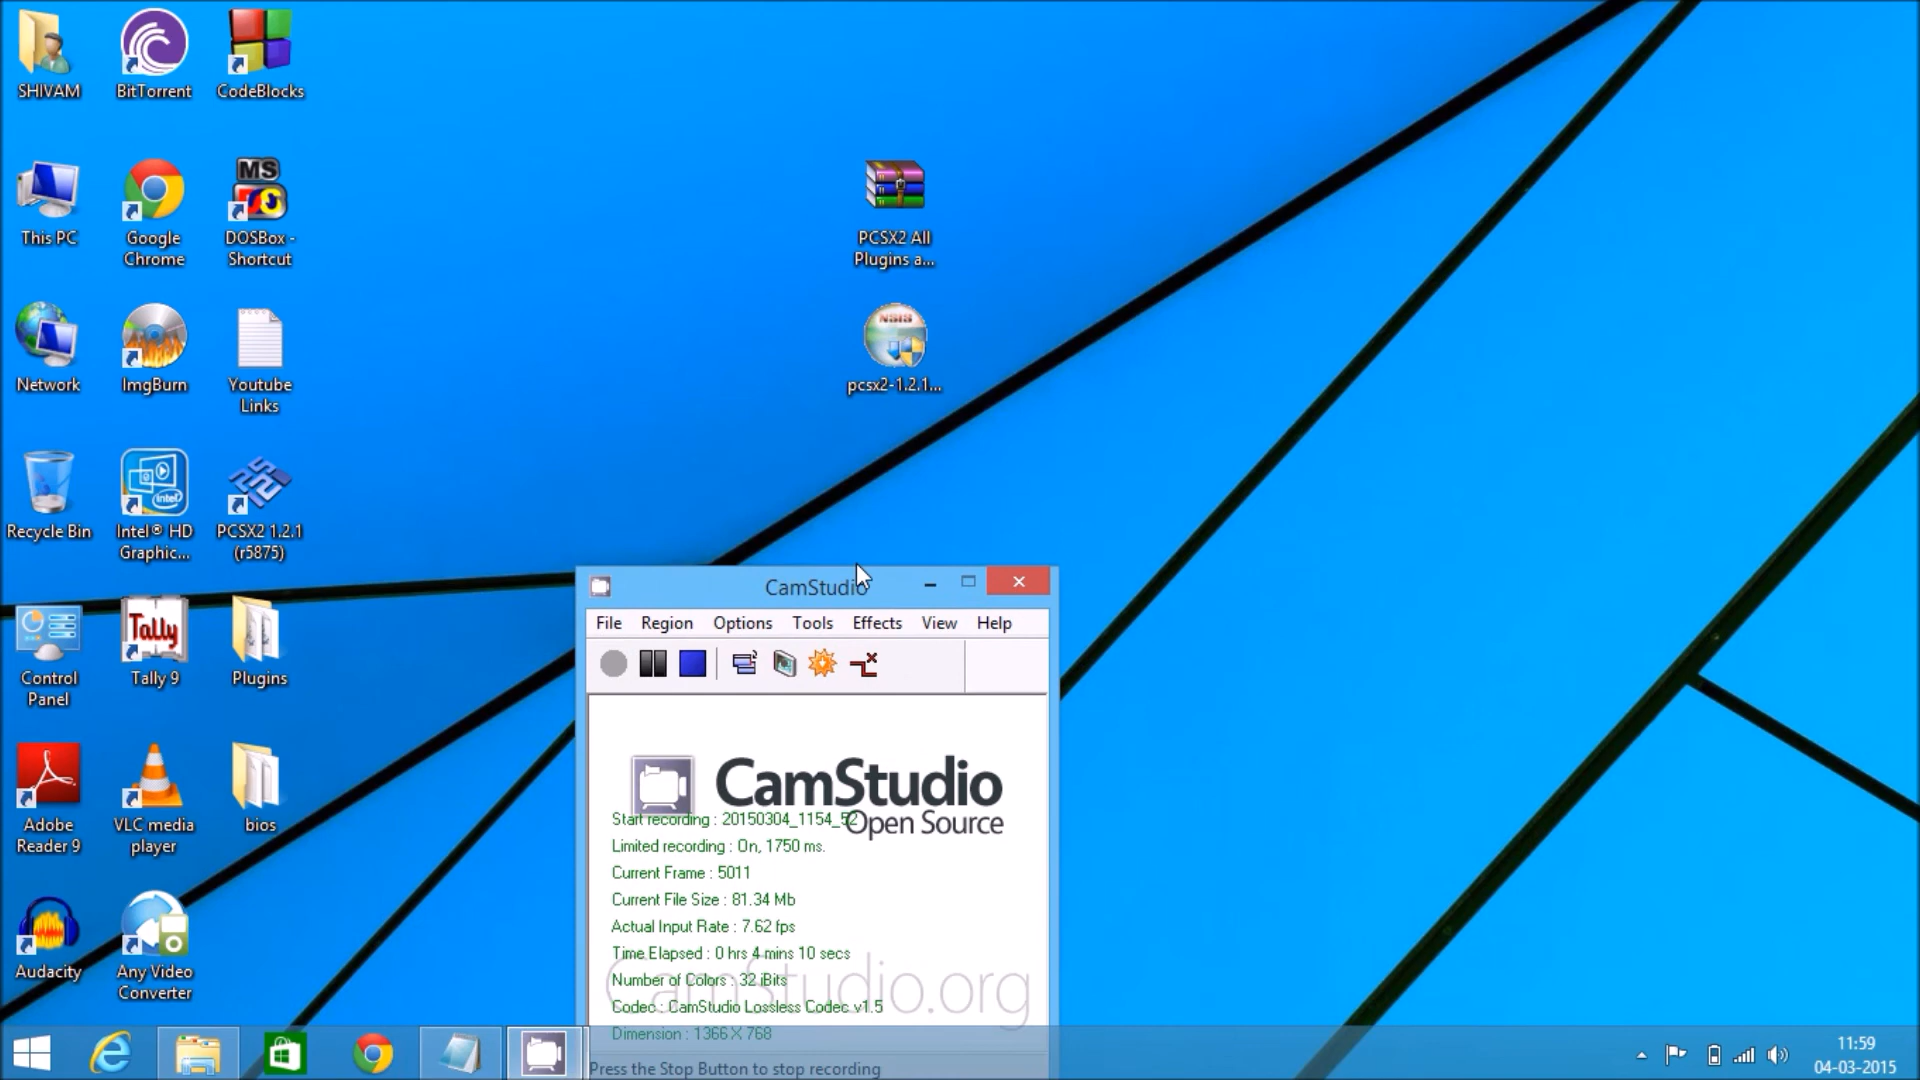 SHIVAM
BitTorrent
CodeBlocks
This PC
Google
Chrome
MS
DOSBox -
Shortcut
PCSX2 All
Plugins a...
Network
ImgBurn
Youtube
Links
NSIS
pcsx2-1.2.1...
Recycle Bin
intel
Intel® HD
Graphic...
PCSX2 1.2.1
(r5875)
Control
Panel
Tally
Tally 9
Plugins
Adobe
Reader 9
VLC media
player
bios
Audacity
Any Video
Converter
CamStudio
File Region Options Tools Effects View Help
CamStudio
Open Source
Start recording : 20150304_1154_52
Limited recording : On, 1750 ms.
Current Frame : 5011
Current File Size : 81.34 Mb
Actual Input Rate : 7.62 fps
Time Elapsed : 0 hrs 4 mins 10 secs
Number of Colors : 32 iBits
CamStudio.org
Codec : CamStudio Lossless Codec v1.5
Dimension : 1366 X 768
Press the Stop Button to stop recording
11:59
04-03-2015